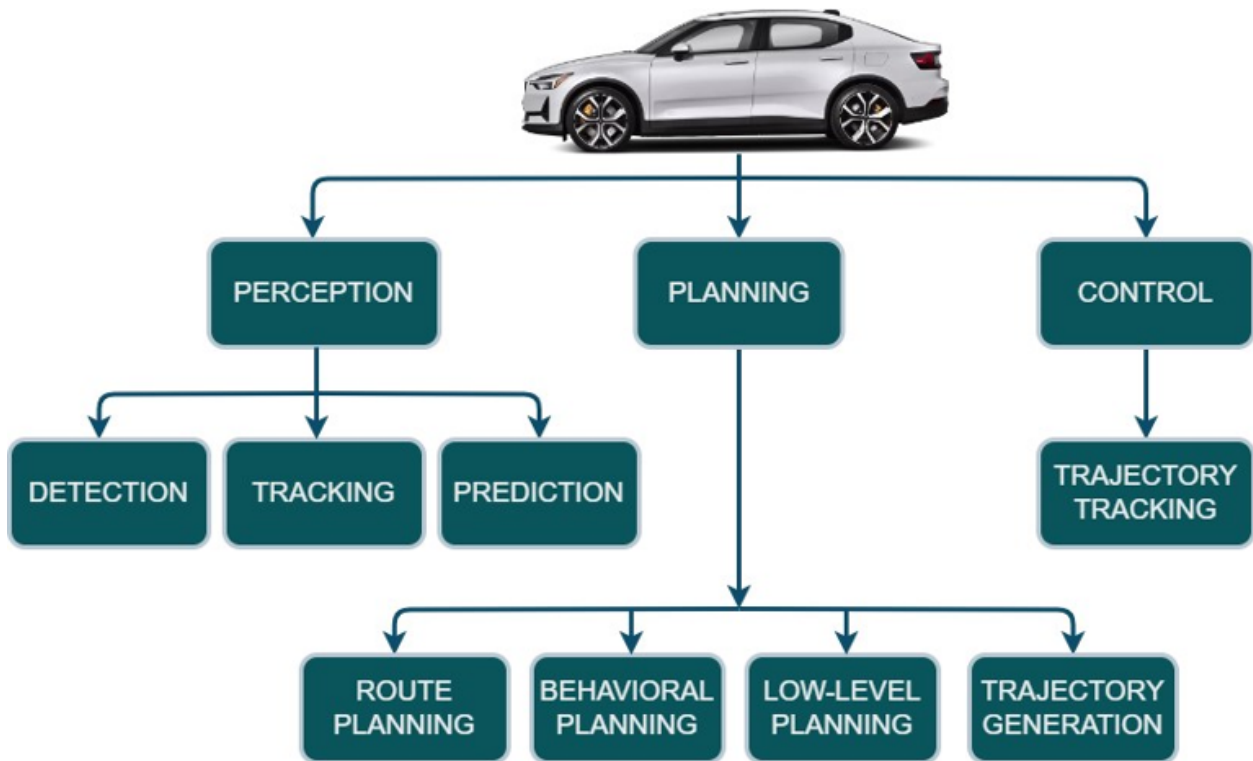 PERCEPTION
PLANNING
CONTROL
DETECTION
TRACKING
PREDICTION
TRAJECTORY
TRACKING
ROUTE
PLANNING
BEHAVIORAL
PLANNING
LOW-LEVEL
PLANNING
TRAJECTORY
GENERATION